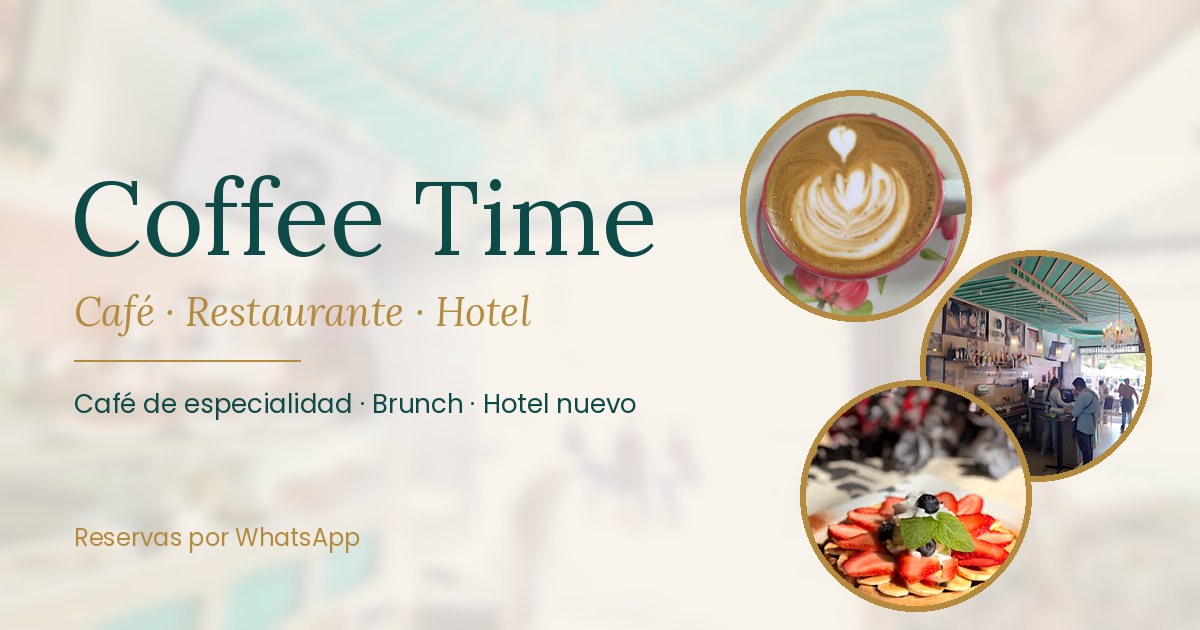 Coffee Time
Café · Restaurante · Hotel
Café de especialidad · Brunch · Hotel nuevo
Reservas por WhatsApp